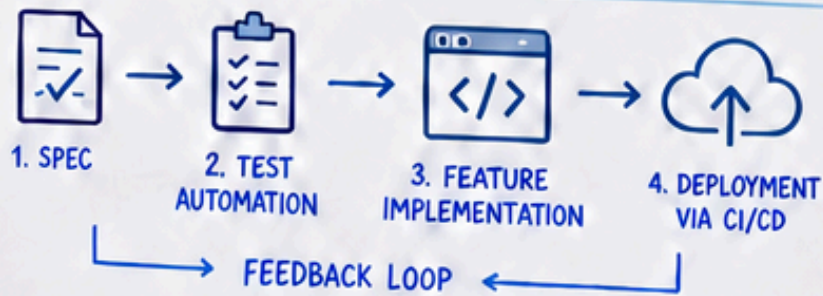 1. SPEC
2. TEST
AUTOMATION
3. FEATURE
IMPLEMENTATION
4. DEPLOYMENT
VIA CI/CD
</>
FEEDBACK LOOP